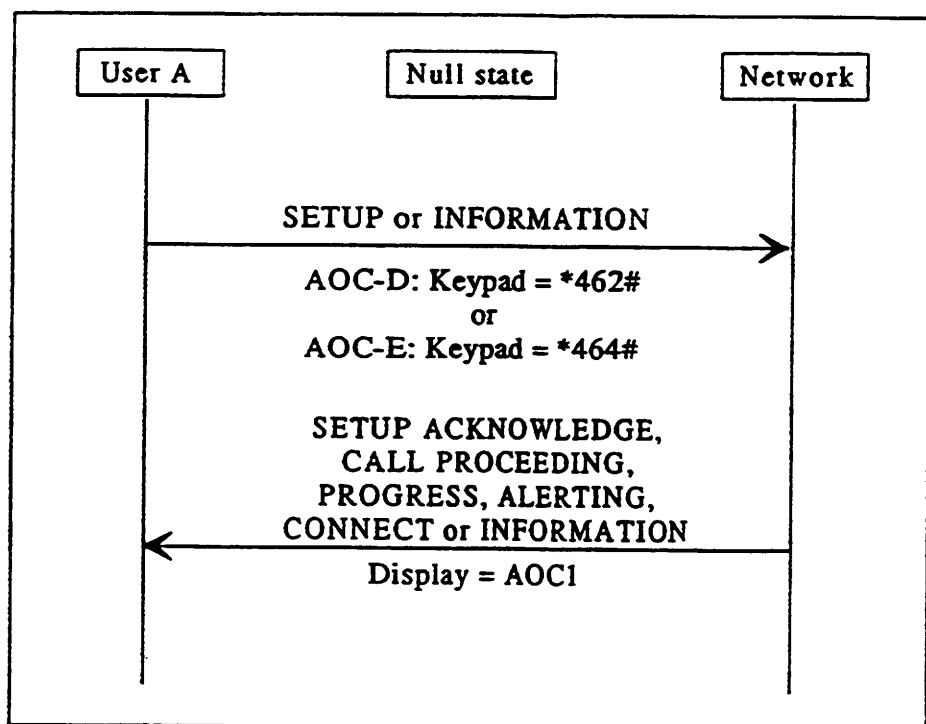 User A
Null state
Network
SETUP or INFORMATION
AOC-D: Keypad = *462#
or
AOC-E: Keypad = *464#
SETUP ACKNOWLEDGE,
CALL PROCEEDING,
PROGRESS, ALERTING,
CONNECT or INFORMATION
Display = AOC1